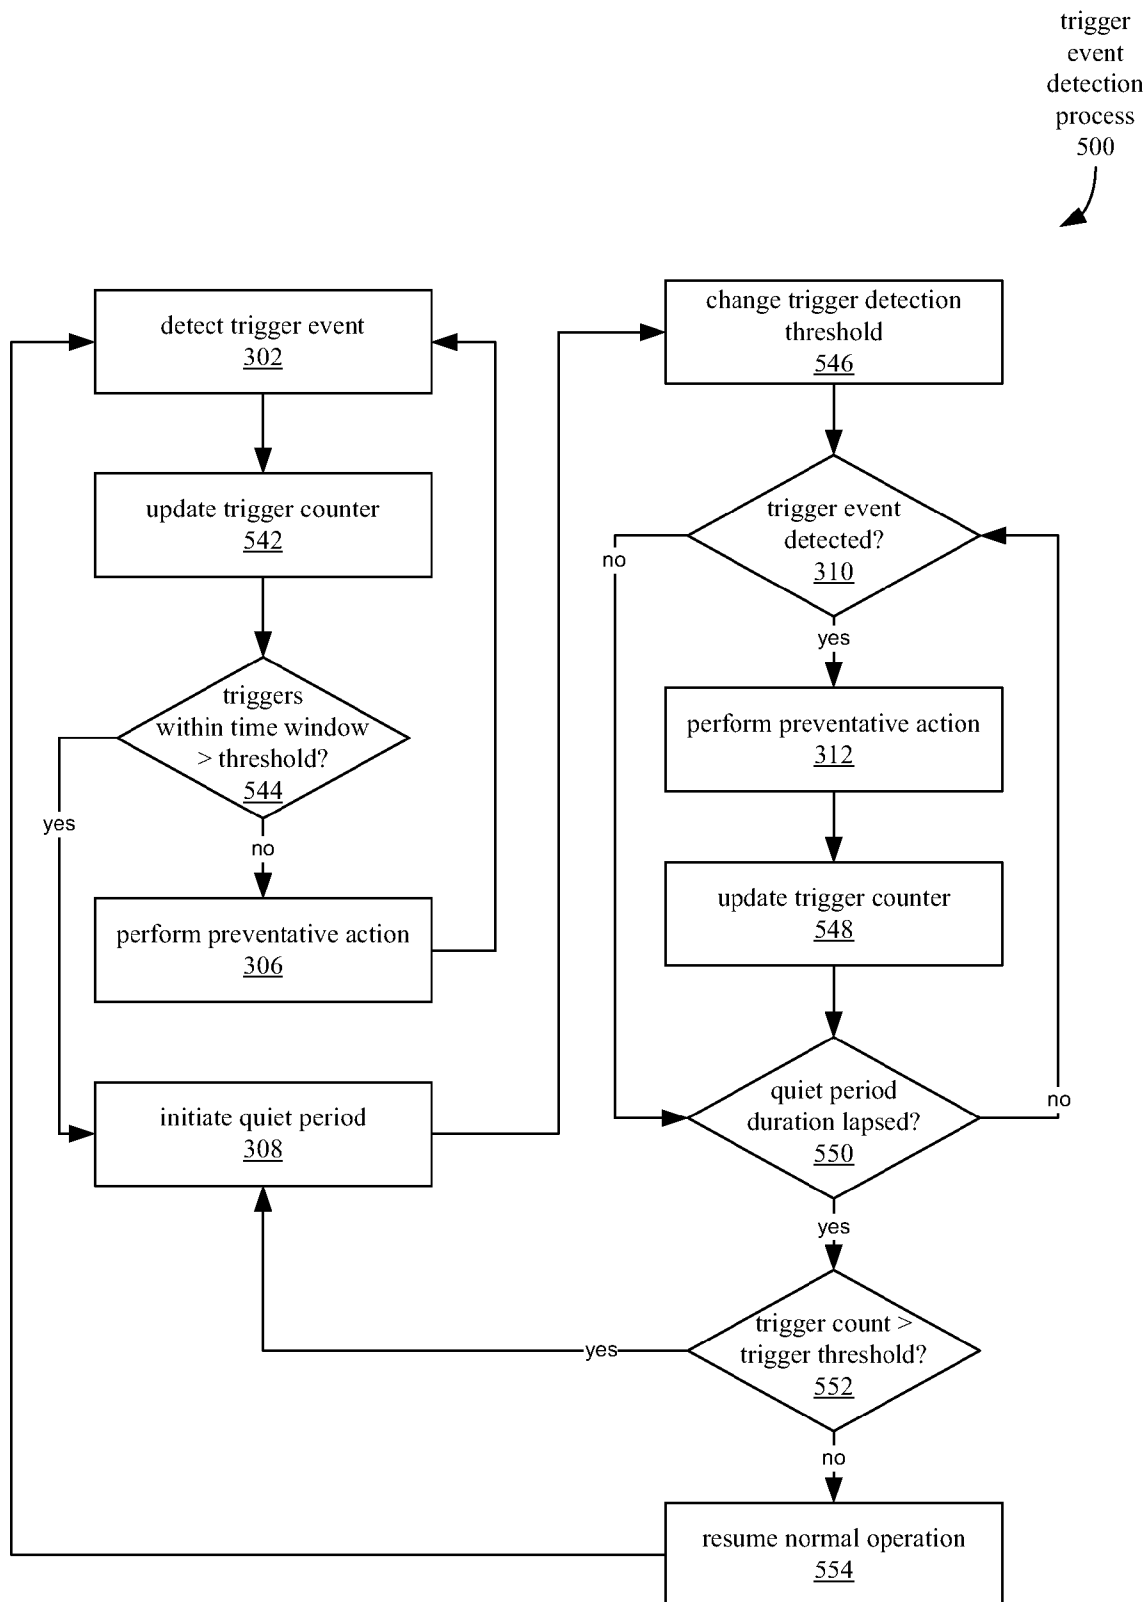 trigger
event
detection
process
500
detect trigger event
302
update trigger counter
542
triggers
within time window
> threshold?
544
yes
no
perform preventative action
306
initiate quiet period
308
change trigger detection
threshold
546
trigger event
detected?
310
no
yes
perform preventative action
312
update trigger counter
548
quiet period
duration lapsed?
550
no
yes
trigger count >
trigger threshold?
552
yes
no
resume normal operation
554